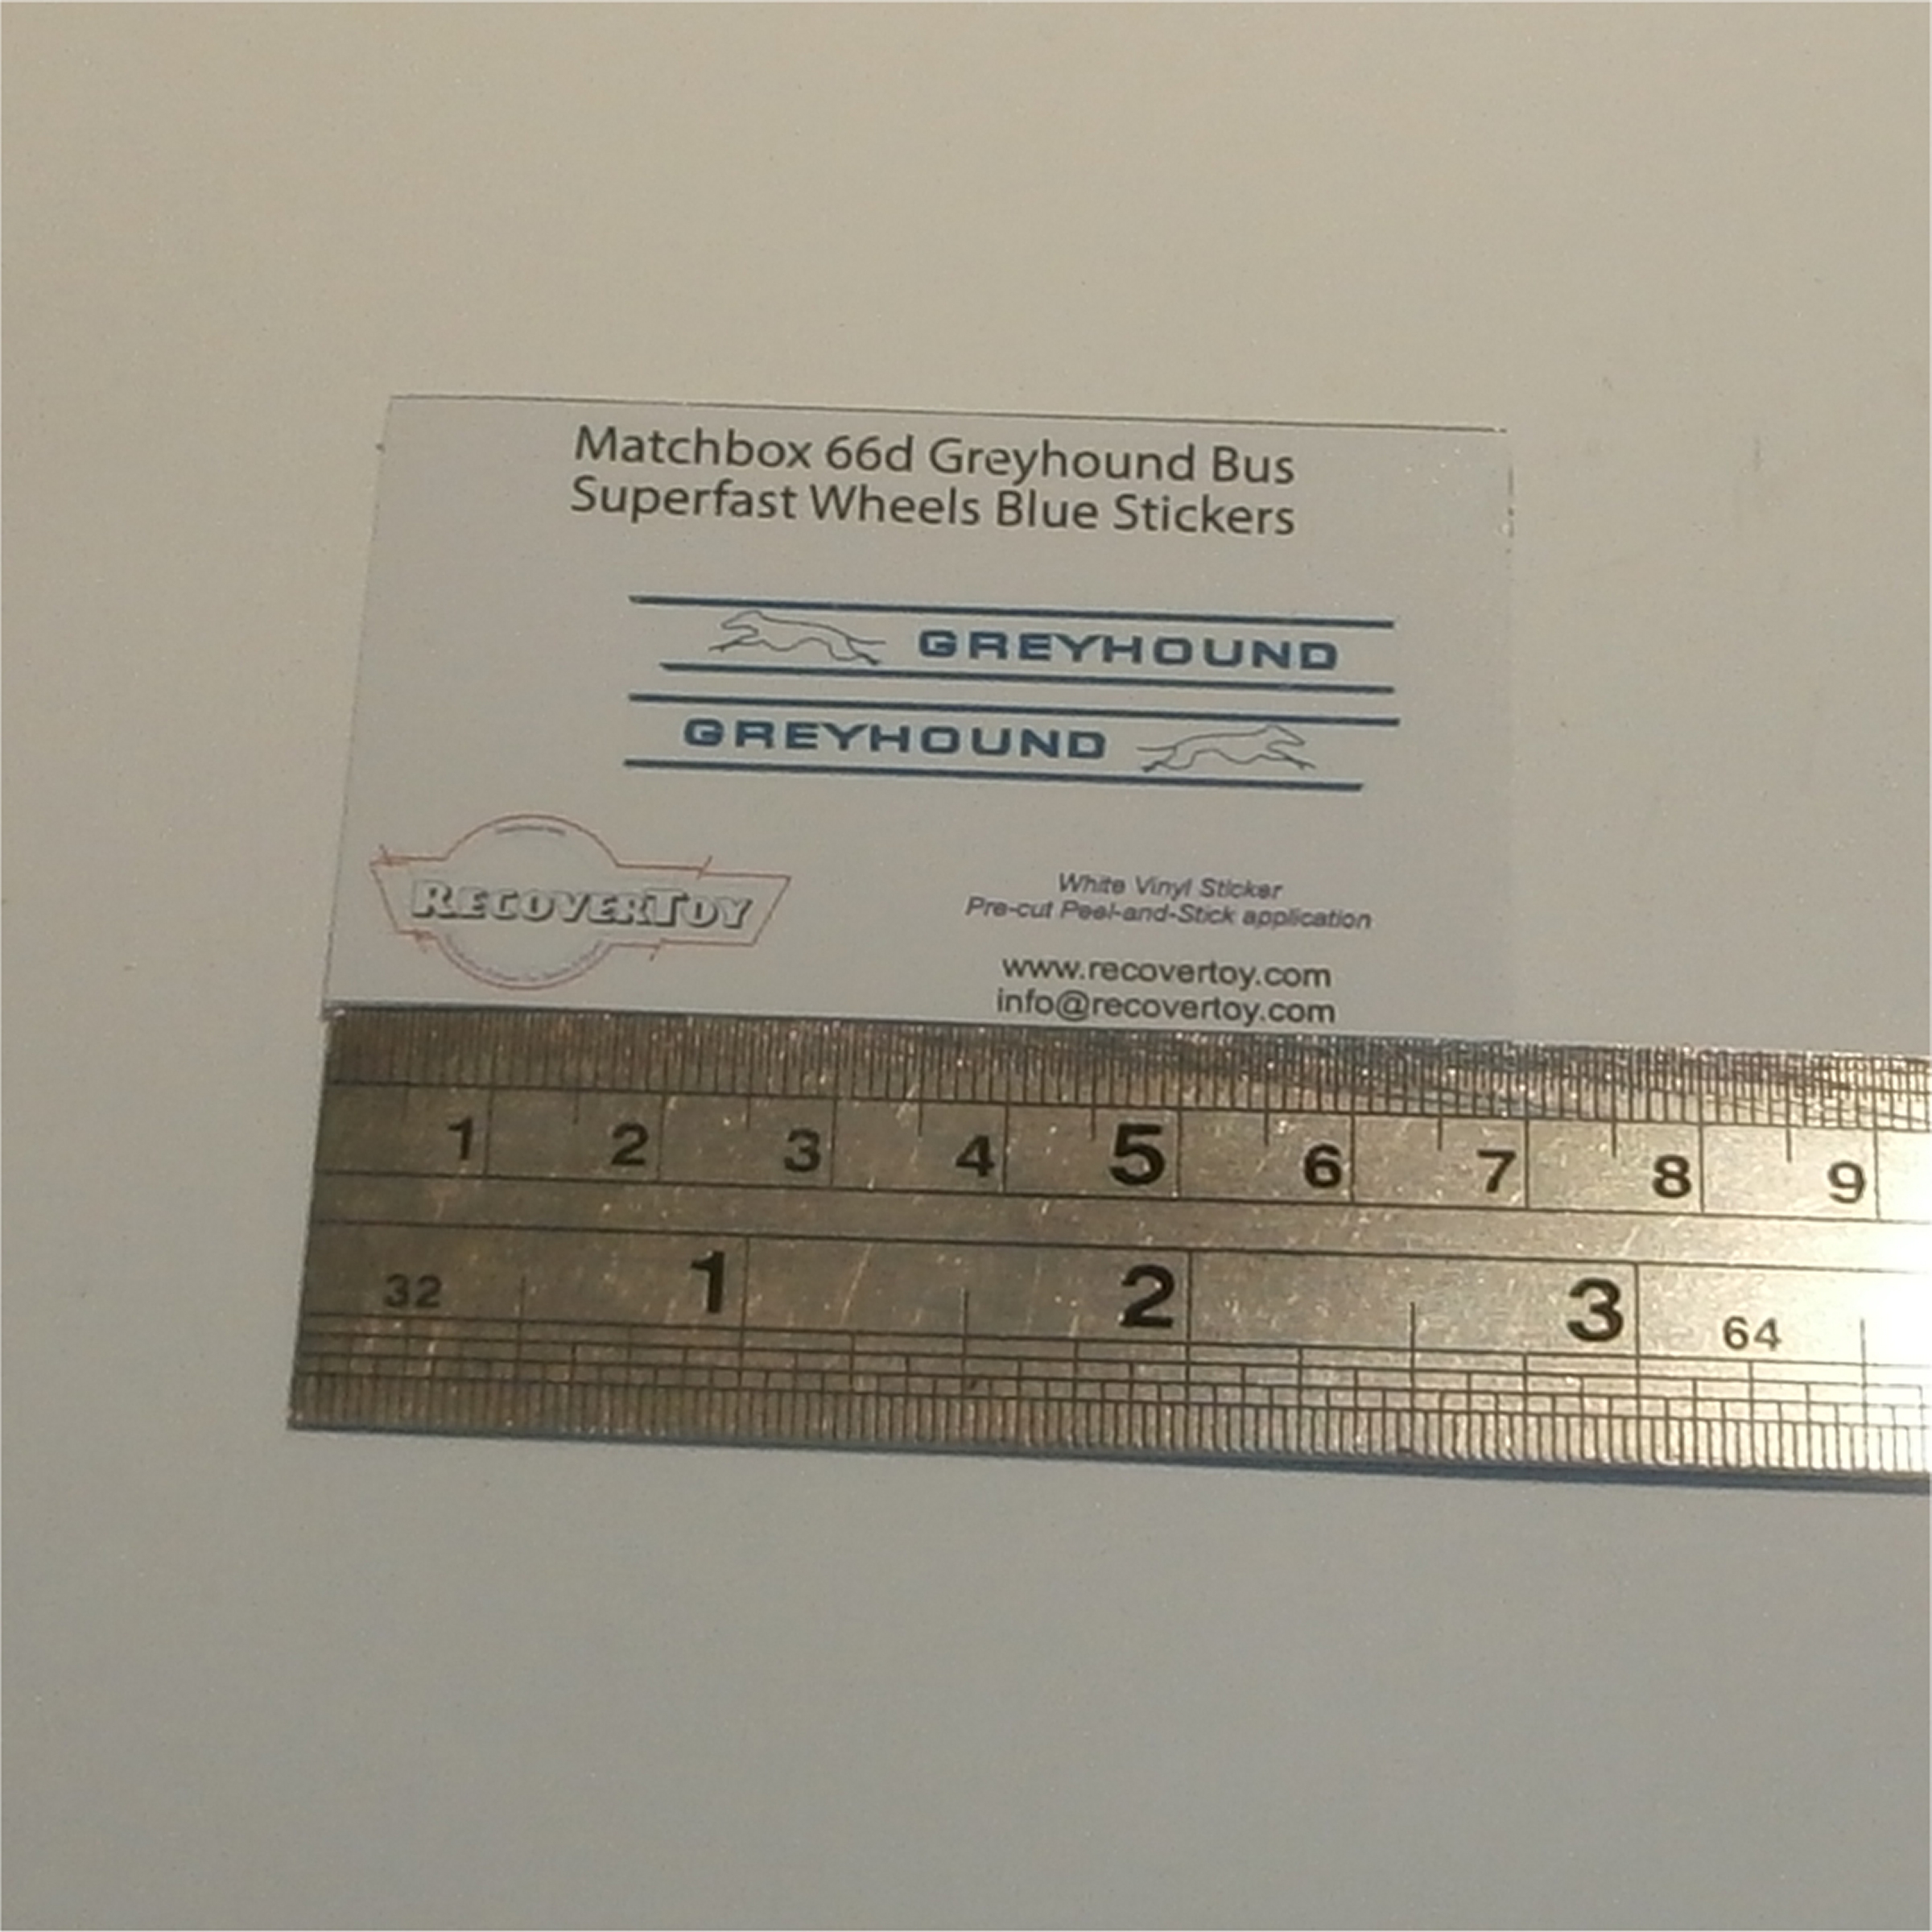 Matchbox 66d Greyhound Bus
Superfast Wheels Blue Stickers
GREYHOUND
GREYHOUND
RECOVERTOY
White Vinyl Sticker
Pre-cut Peel-and-Stick application
www.recovertoy.com
info@recovertoy.com
1 2 3 4 5 6 7 8 9
32 1 2 3 64